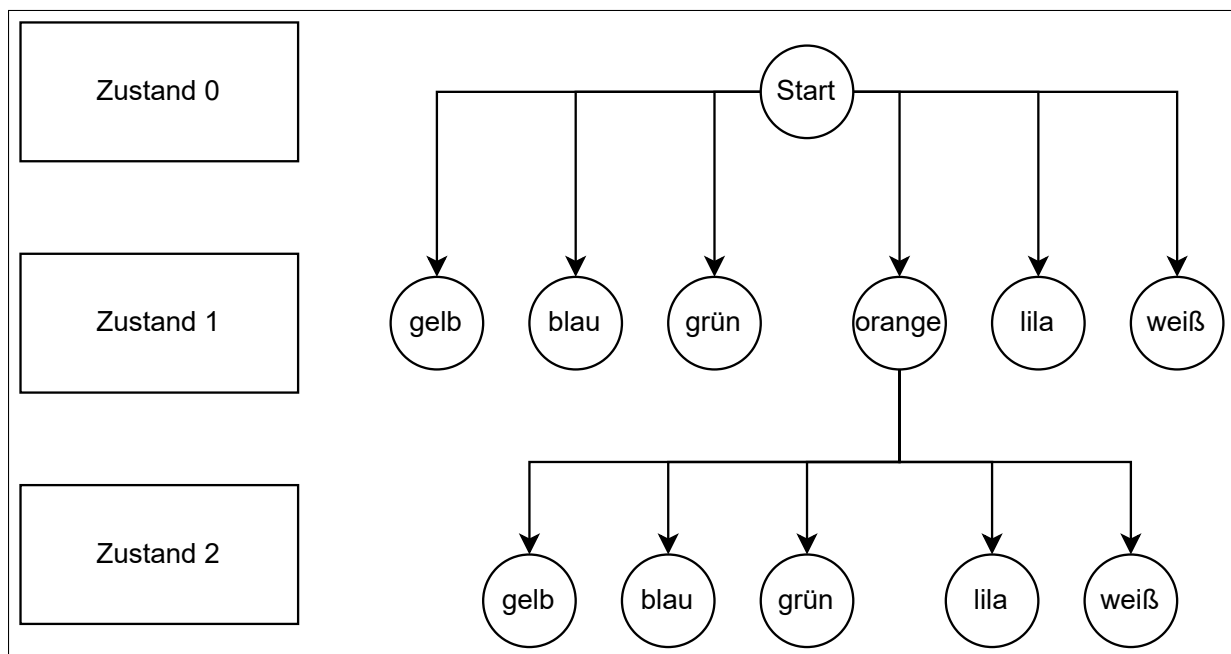 Zustand 0
Start
Zustand 1
gelb
blau
grün
orange
lila
weiß
Zustand 2
gelb
blau
grün
lila
weiß